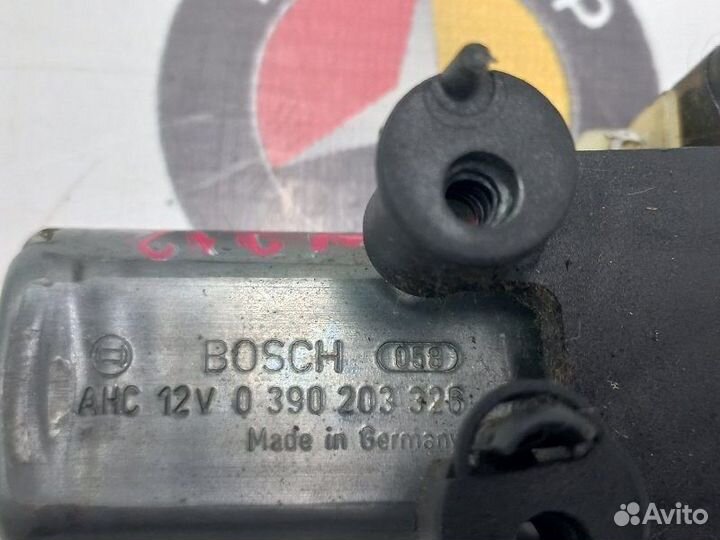 BOSCH 058
AHC 12V 0 390 203 326
Made in Germany
Avito